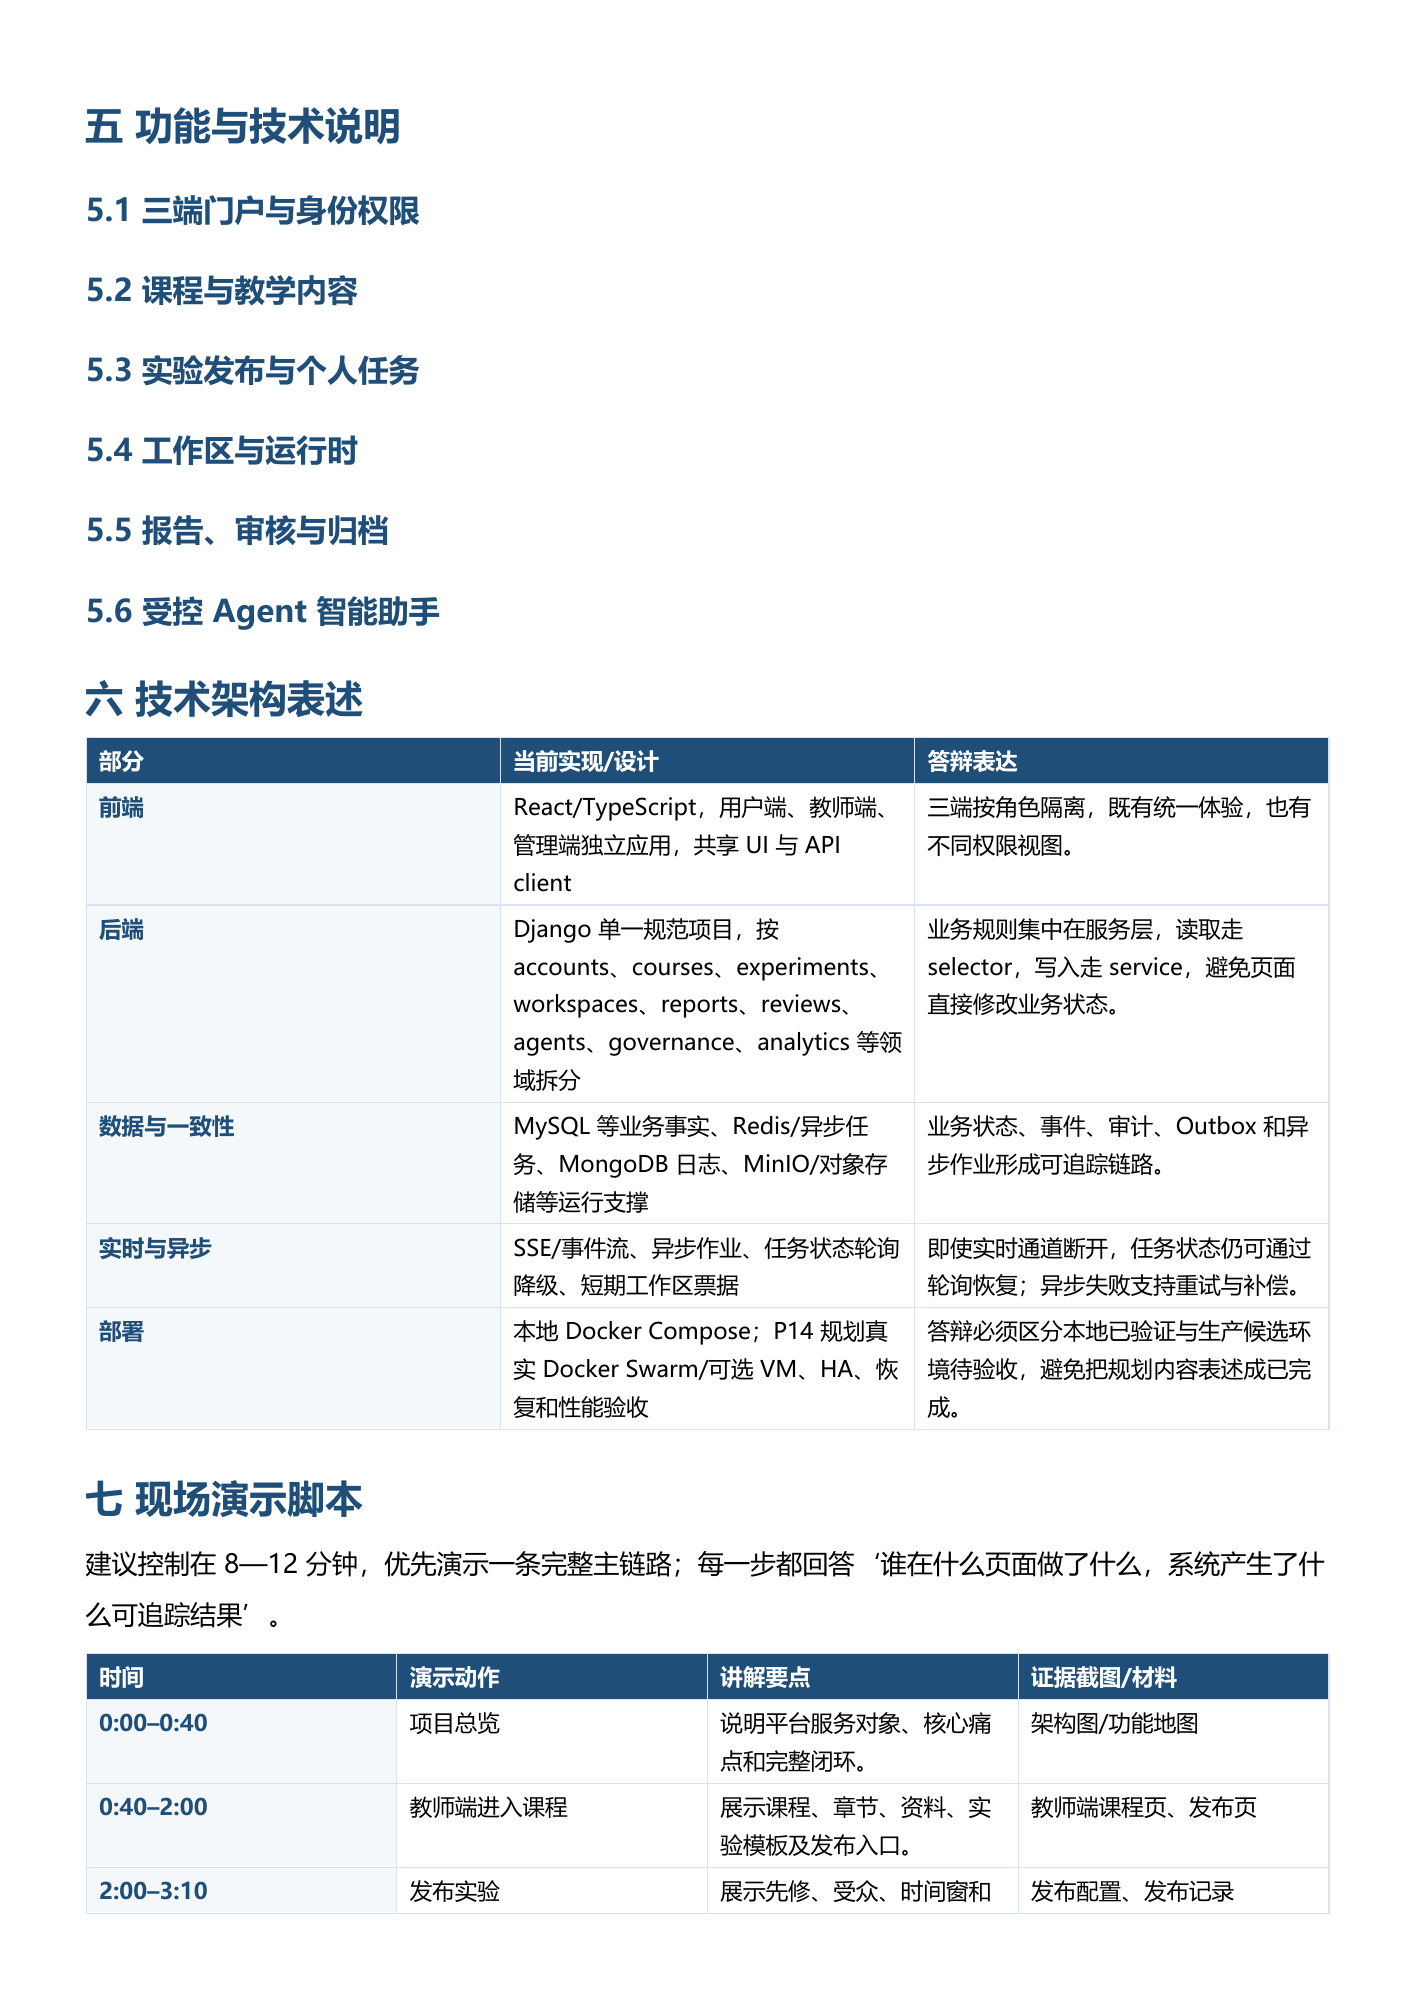 五 功能与技术说明
5.1 三端门户与身份权限
5.2 课程与教学内容
5.3 实验发布与个人任务
5.4 工作区与运行时
5.5 报告、审核与归档
5.6 受控 Agent 智能助手
六 技术架构表述
部分
当前实现/设计
答辩表达
前端
React/TypeScript，用户端、教师端、
管理端独立应用，共享 UI 与 API
client
三端按角色隔离，既有统一体验，也有
不同权限视图。
后端
Django 单一规范项目，按
accounts、courses、experiments、
workspaces、reports、reviews、
agents、governance、analytics 等领
域拆分
业务规则集中在服务层，读取走
selector，写入走 service，避免页面
直接修改业务状态。
数据与一致性
MySQL 等业务事实、Redis/异步任
务、MongoDB 日志、MinIO/对象存
储等运行支撑
业务状态、事件、审计、Outbox 和异
步作业形成可追踪链路。
实时与异步
SSE/事件流、异步作业、任务状态轮询
降级、短期工作区票据
即使实时通道断开，任务状态仍可通过
轮询恢复；异步失败支持重试与补偿。
部署
本地 Docker Compose；P14 规划真
实 Docker Swarm/可选 VM、HA、恢
复和性能验收
答辩必须区分本地已验证与生产候选环
境待验收，避免把规划内容表述成已完
成。
七 现场演示脚本
建议控制在 8—12 分钟，优先演示一条完整主链路；每一步都回答‘谁在什么页面做了什么，系统产生了什
么可追踪结果’。
时间
演示动作
讲解要点
证据截图/材料
0:00–0:40
项目总览
说明平台服务对象、核心痛
点和完整闭环。
架构图/功能地图
0:40–2:00
教师端进入课程
展示课程、章节、资料、实
验模板及发布入口。
教师端课程页、发布页
2:00–3:10
发布实验
展示先修、受众、时间窗和
发布配置、发布记录